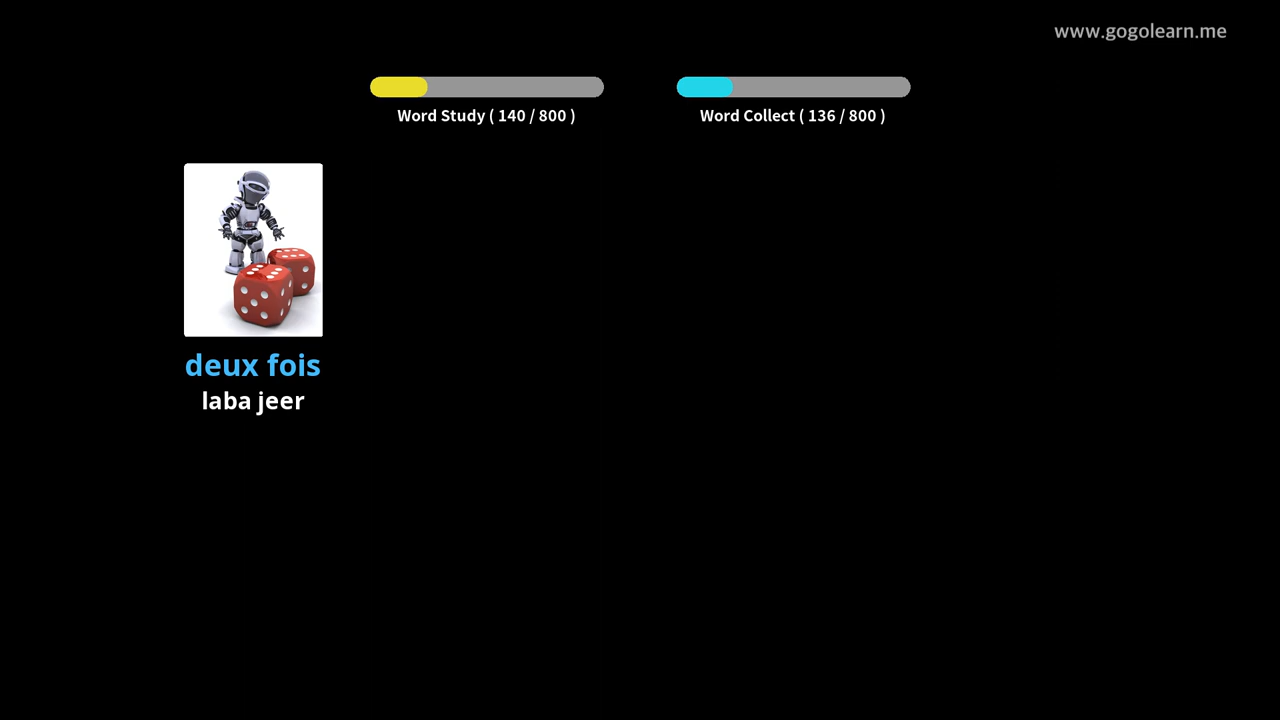 www.gogolearn.me
Word Study ( 140 / 800 )
Word Collect ( 136 / 800 )
deux fois
laba jeer